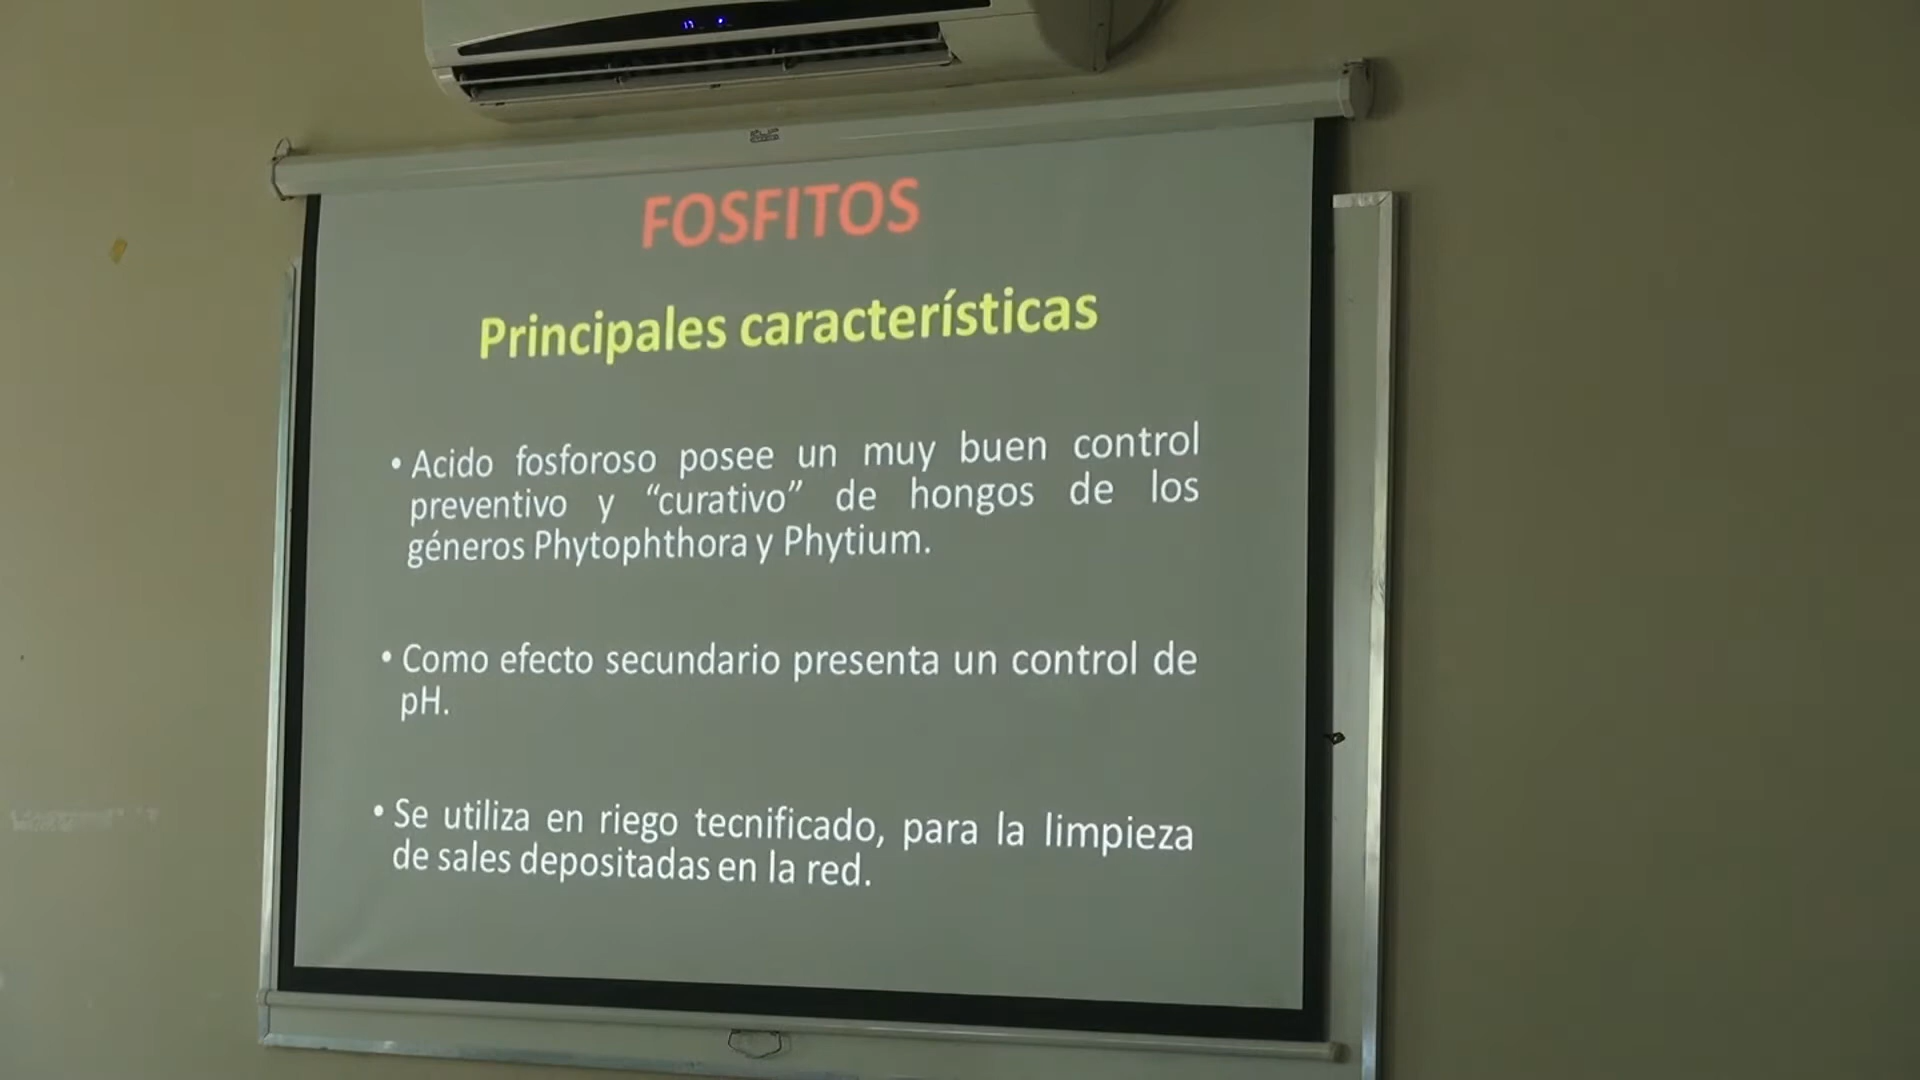 FOSFITOS
Principales características
• Acido fosforoso posee un muy buen control
preventivo y “curativo” de hongos de los
géneros Phytophthora y Phytium.
• Como efecto secundario presenta un control de
pH.
• Se utiliza en riego tecnificado, para la limpieza
de sales depositadas en la red.